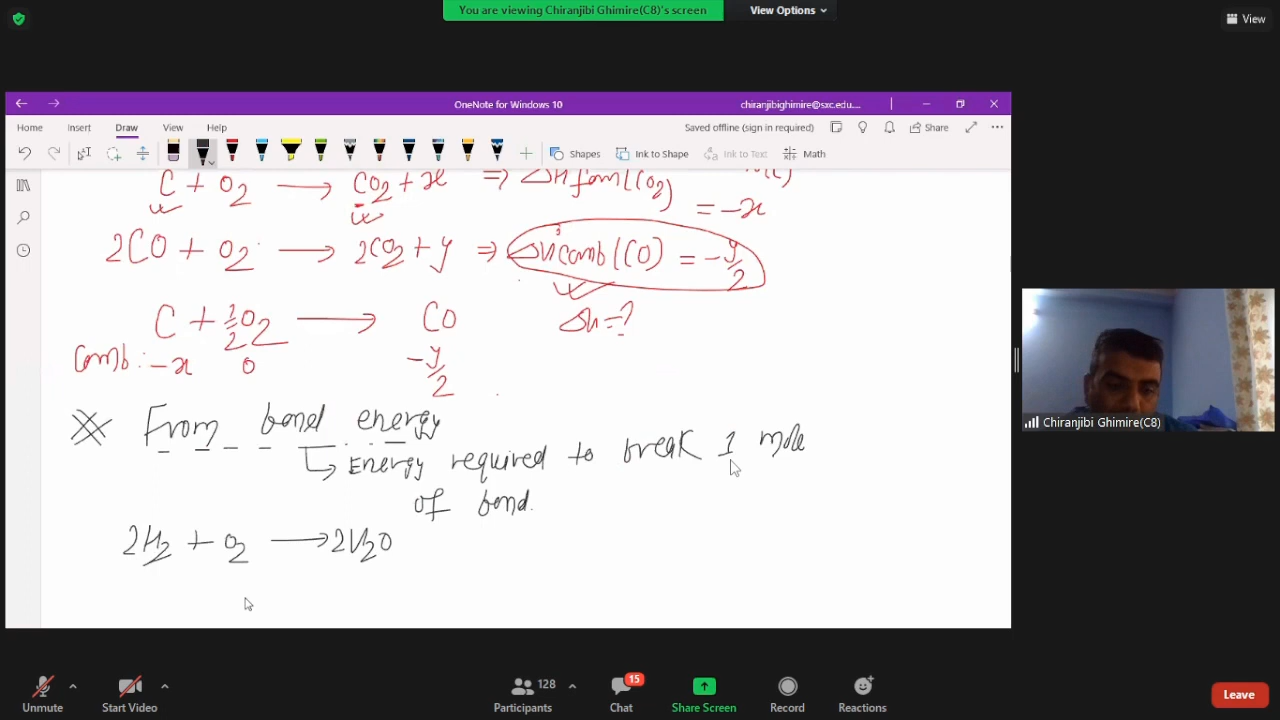 You are viewing Chiranjibi Ghimire(C8)'s screen
View Options
View
OneNote for Windows 10
chiranjibighimire@sxc.edu....
Home
Insert
Draw
View
Help
Saved offline (sign in required)
Share
Shapes
Ink to Shape
Ink to Text
Math
C + O2 → CO2 + x ⇒ ΔH form(CO2)
= -x
2CO + O2 → 2CO2 + y ⇒ ΔH comb(CO) = -y/2
C + 1/2 O2 → CO ΔH = ?
Comb: -x 0 -y/2
From bond energy
↳ Energy required to break 1 mole
of bond.
2H2 + O2 → 2H2O
Chiranjibi Ghimire(C8)
Unmute
Start Video
128
Participants
15
Chat
Share Screen
Record
Reactions
Leave